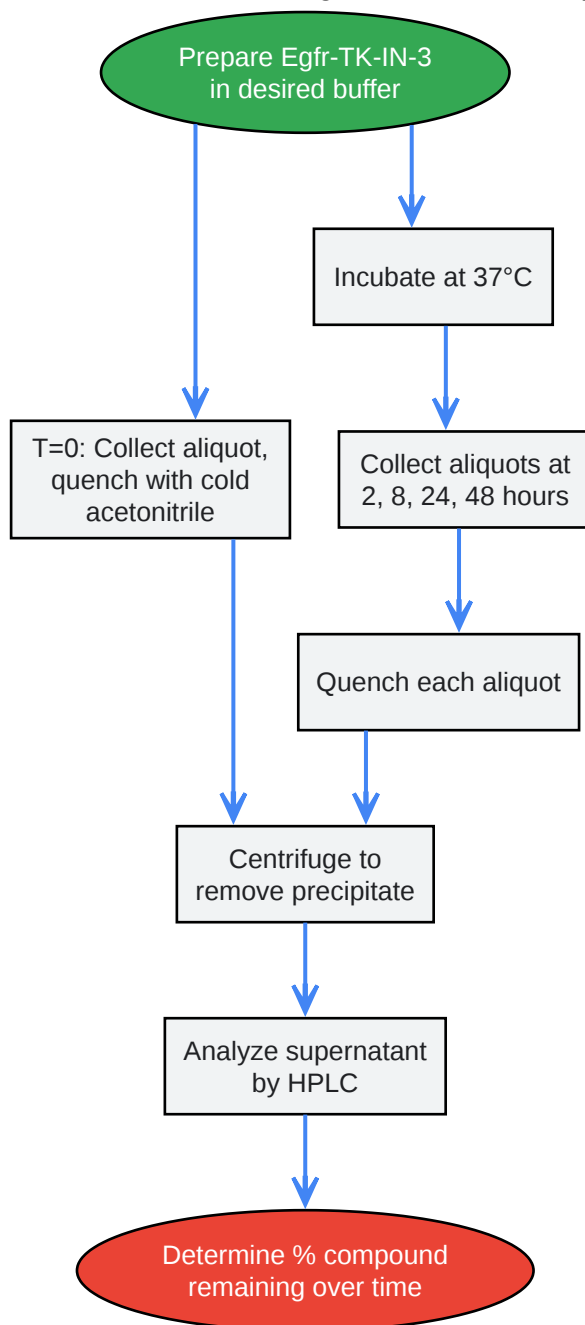 Prepare Egfr-TK-IN-3
in desired buffer
Incubate at 37°C
T=0: Collect aliquot,
quench with cold
acetonitrile
Collect aliquots at
2, 8, 24, 48 hours
Quench each aliquot
Centrifuge to
remove precipitate
Analyze supernatant
by HPLC
Determine % compound
remaining over time